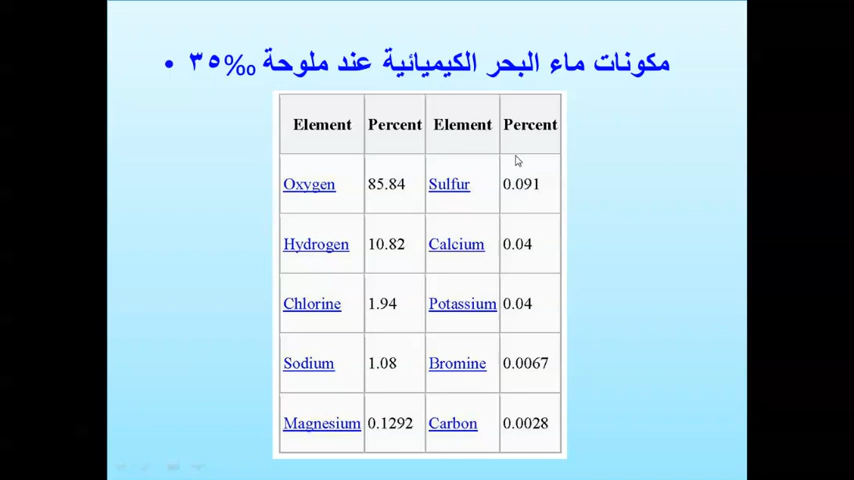 • مكونات ماء البحر الكيميائية عند ملوحة ‰٣٥
Element Percent Element Percent
Oxygen 85.84 Sulfur 0.091
Hydrogen 10.82 Calcium 0.04
Chlorine 1.94 Potassium 0.04
Sodium 1.08 Bromine 0.0067
Magnesium 0.1292 Carbon 0.0028